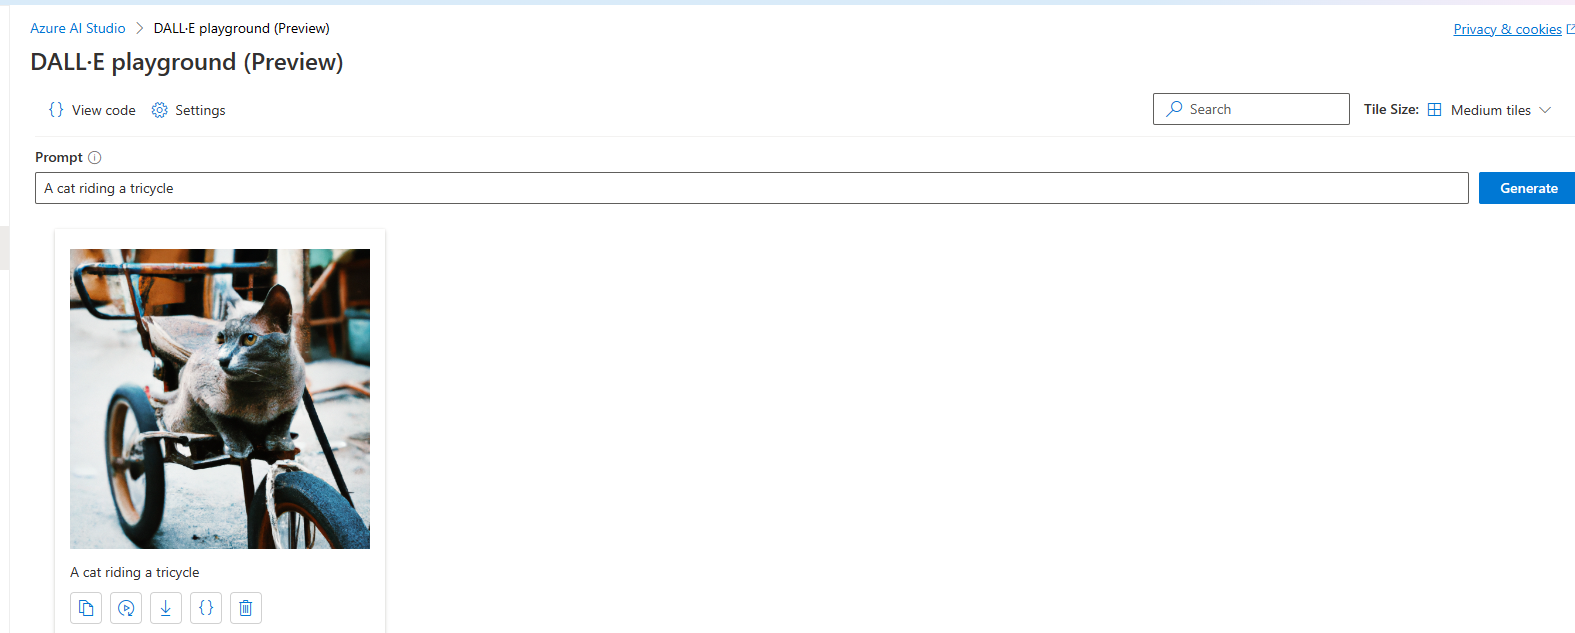 Azure AI Studio > DALL·E playground (Preview)
Privacy & cookies
DALL·E playground (Preview)
{} View code Settings
Search
Tile Size: Medium tiles
Prompt
A cat riding a tricycle
Generate
A cat riding a tricycle
{}